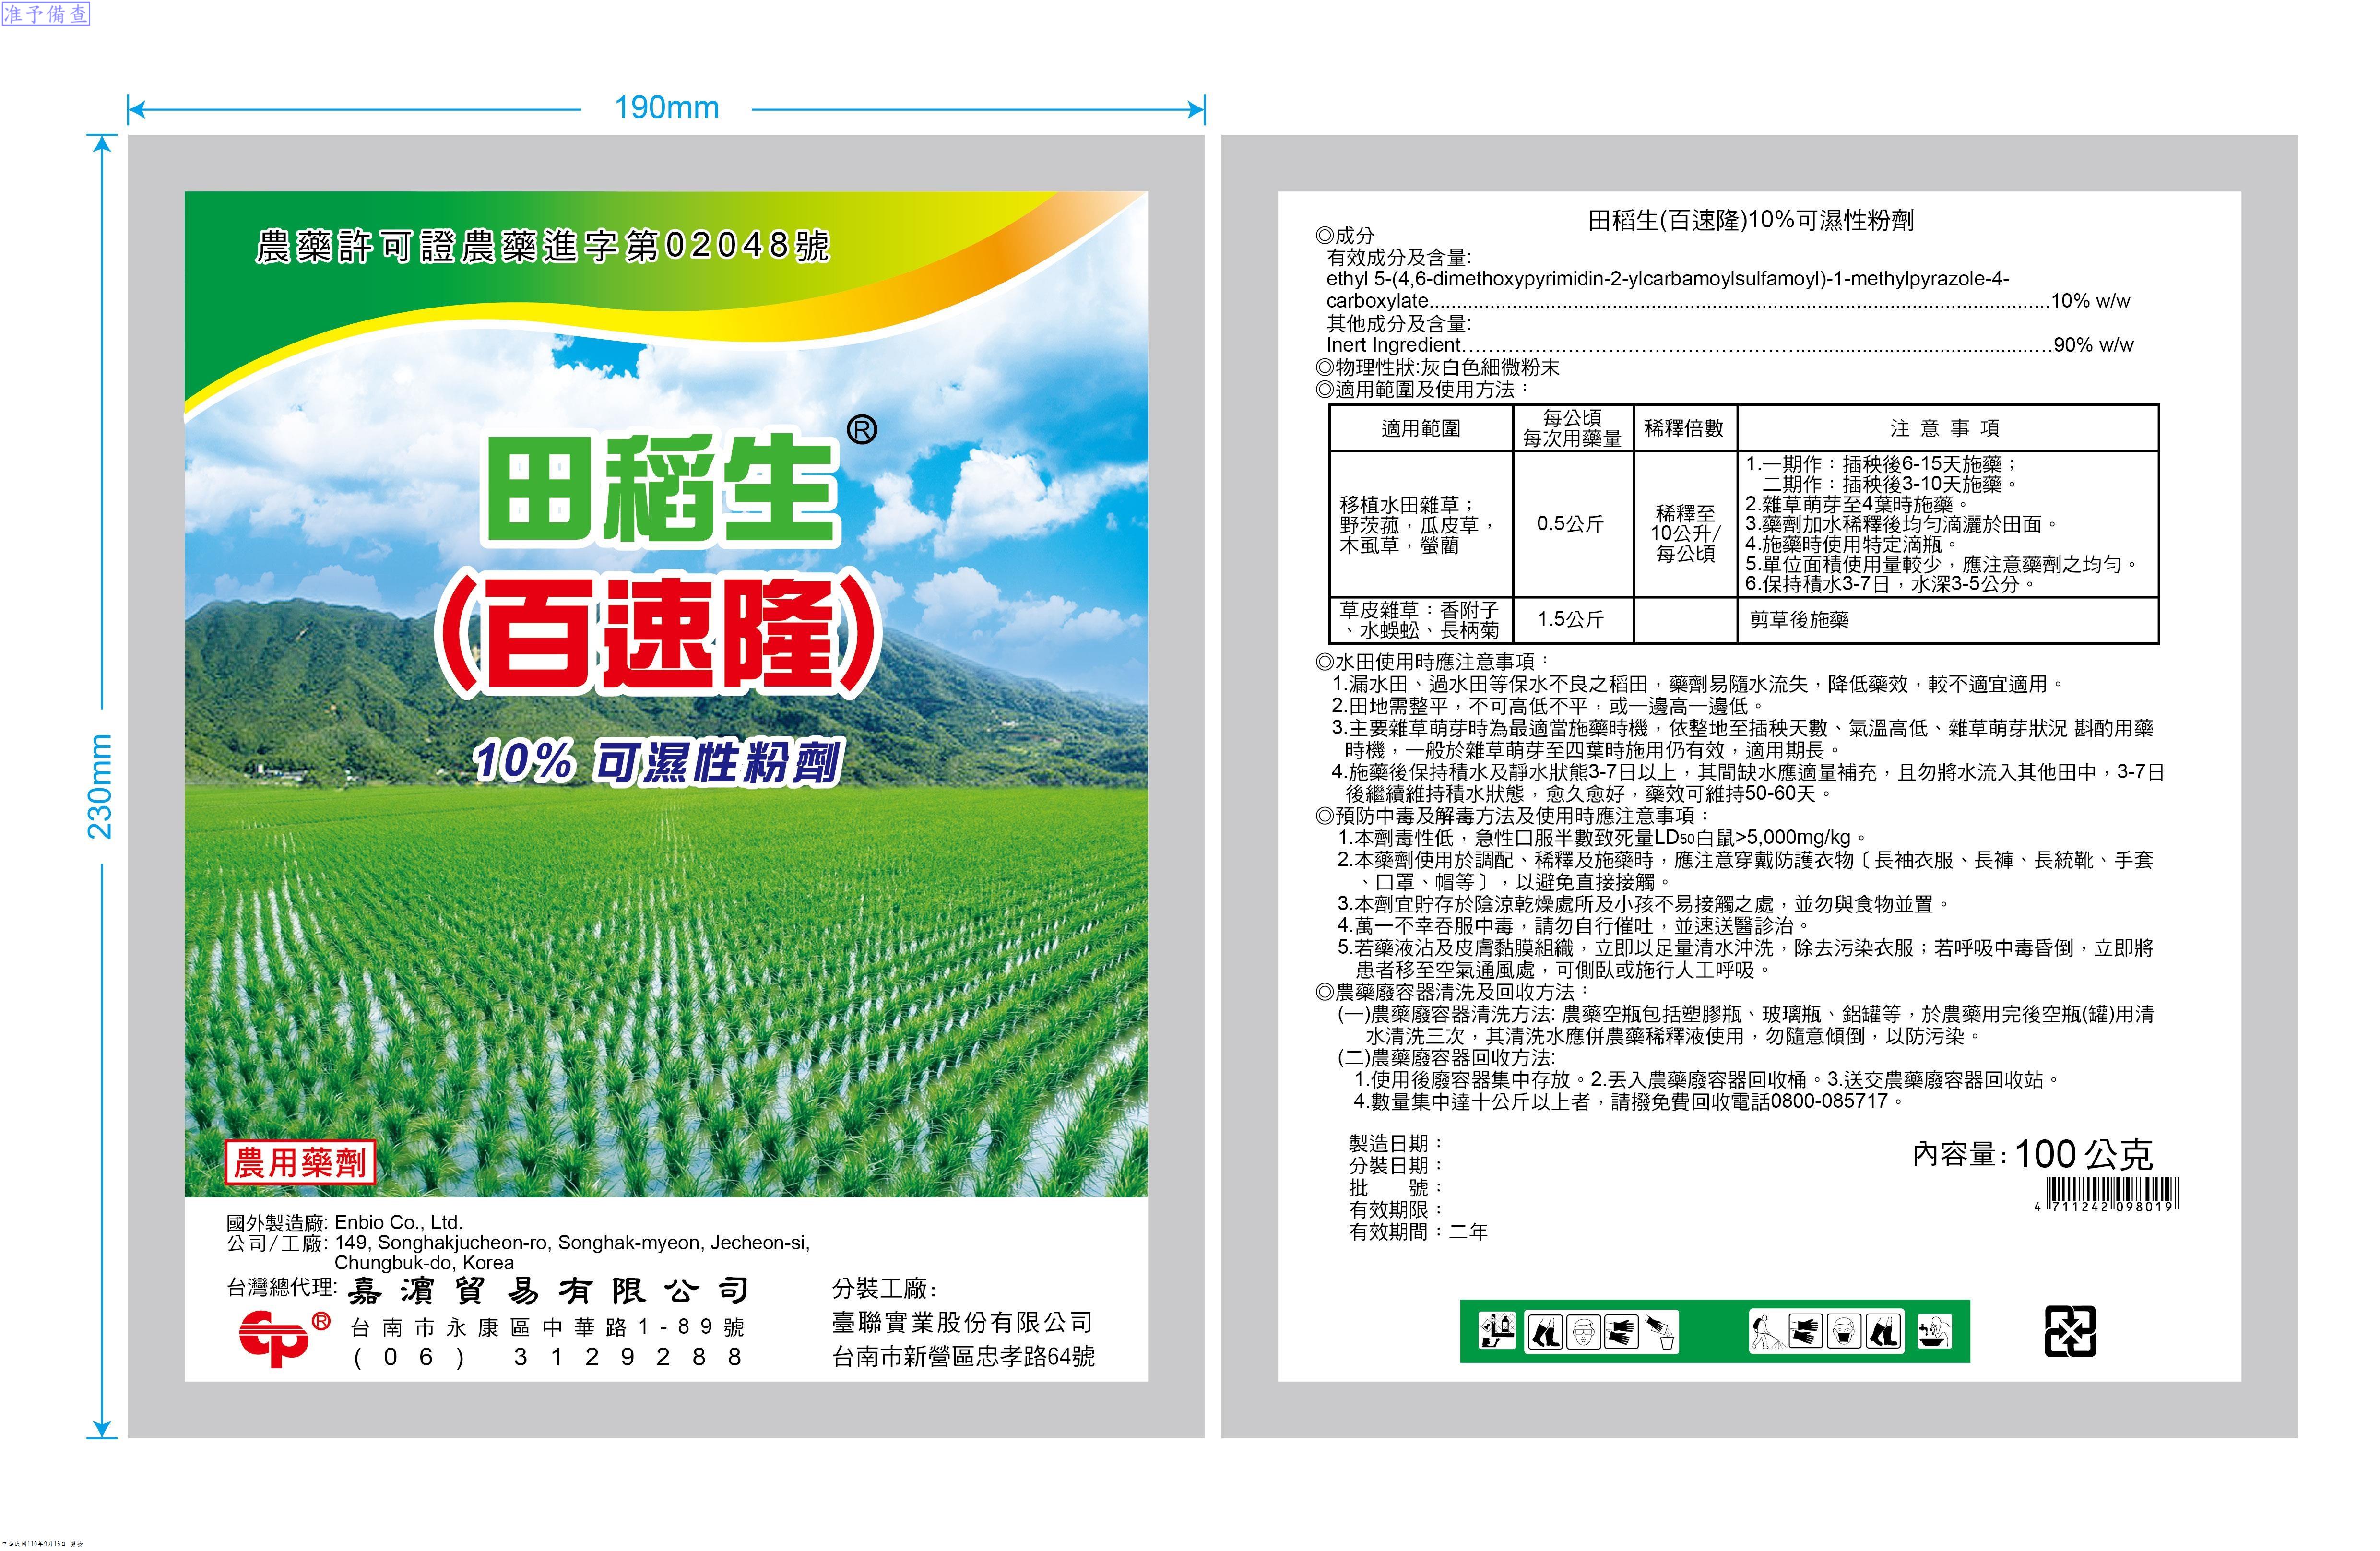 准予備查
190mm
230mm
農藥許可證農藥進字第02048號
田稻生®
(百速隆)
10% 可濕性粉劑
農用藥劑
國外製造廠: Enbio Co., Ltd.
公司/工廠: 149, Songhakjucheon-ro, Songhak-myeon, Jecheon-si,
Chungbuk-do, Korea
台灣總代理: 嘉濵貿易有限公司
CP®
台南市永康區中華路1-89號
(06) 3129288
分裝工廠:
臺聯實業股份有限公司
台南市新營區忠孝路64號
田稻生(百速隆)10%可濕性粉劑
◎成分
有效成分及含量:
ethyl 5-(4,6-dimethoxypyrimidin-2-ylcarbamoylsulfamoyl)-1-methylpyrazole-4-
carboxylate...............................................................................................................10% w/w
其他成分及含量:
Inert Ingredient……………………………………………………...............................................90% w/w
◎物理性狀:灰白色細微粉末
◎適用範圍及使用方法：
適用範圍
每公頃
每次用藥量
稀釋倍數
注 意 事 項
移植水田雜草；
野茨菰，瓜皮草，
木虱草，螢藺
0.5公斤
稀釋至
10公升/
每公頃
1.一期作：插秧後6-15天施藥；
二期作：插秧後3-10天施藥。
2.雜草萌芽至4葉時施藥。
3.藥劑加水稀釋後均勻滴灑於田面。
4.施藥時使用特定滴瓶。
5.單位面積使用量較少，應注意藥劑之均勻。
6.保持積水3-7日，水深3-5公分。
草皮雜草：香附子
、水蜈蚣、長柄菊
1.5公斤
剪草後施藥
◎水田使用時應注意事項：
1.漏水田、過水田等保水不良之稻田，藥劑易隨水流失，降低藥效，較不適宜適用。
2.田地需整平，不可高低不平，或一邊高一邊低。
3.主要雜草萌芽時為最適當施藥時機，依整地至插秧天數、氣溫高低、雜草萌芽狀況 斟酌用藥
時機，一般於雜草萌芽至四葉時施用仍有效，適用期長。
4.施藥後保持積水及靜水狀態3-7日以上，其間缺水應適量補充，且勿將水流入其他田中，3-7日
後繼續維持積水狀態，愈久愈好，藥效可維持50-60天。
◎預防中毒及解毒方法及使用時應注意事項：
1.本劑毒性低，急性口服半數致死量LD50白鼠>5,000mg/kg。
2.本藥劑使用於調配、稀釋及施藥時，應注意穿戴防護衣物〔長袖衣服、長褲、長統靴、手套
、口罩、帽等〕，以避免直接接觸。
3.本劑宜貯存於陰涼乾燥處所及小孩不易接觸之處，並勿與食物並置。
4.萬一不幸吞服中毒，請勿自行催吐，並速送醫診治。
5.若藥液沾及皮膚黏膜組織，立即以足量清水沖洗，除去污染衣服；若呼吸中毒昏倒，立即將
患者移至空氣通風處，可側臥或施行人工呼吸。
◎農藥廢容器清洗及回收方法：
(一)農藥廢容器清洗方法: 農藥空瓶包括塑膠瓶、玻璃瓶、鋁罐等，於農藥用完後空瓶(罐)用清
水清洗三次，其清洗水應併農藥稀釋液使用，勿隨意傾倒，以防污染。
(二)農藥廢容器回收方法:
1.使用後廢容器集中存放。2.丟入農藥廢容器回收桶。3.送交農藥廢容器回收站。
4.數量集中達十公斤以上者，請撥免費回收電話0800-085717。
製造日期：
分裝日期：
批　　號：
有效期限：
有效期間：二年
內容量: 100 公克
4 711242 098019
中華民國110年9月16日 簽發